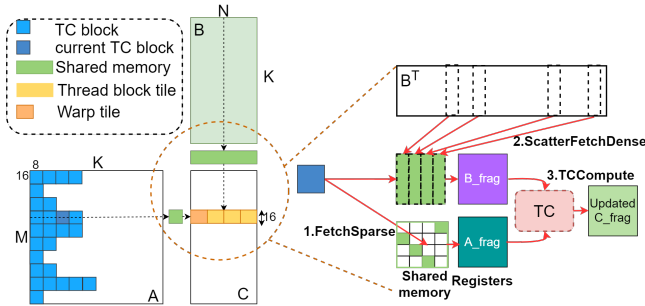 TC block
current TC block
Shared memory
Thread block tile
Warp tile
N
B
K
8
K
16
M
A
16
C
B^T
2.ScatterFetchDense
B_frag
3.TCCompute
TC
Updated
C_frag
1.FetchSparse
A_frag
Shared
memory
Registers